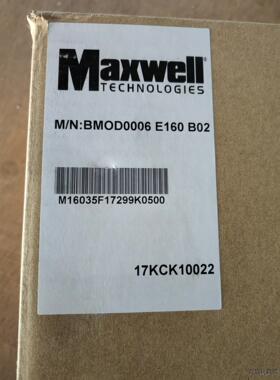 Maxwell
TECHNOLOGIES
M/N:BMOD0006 E160 B02
M16035F17299K0500
17KCK10022